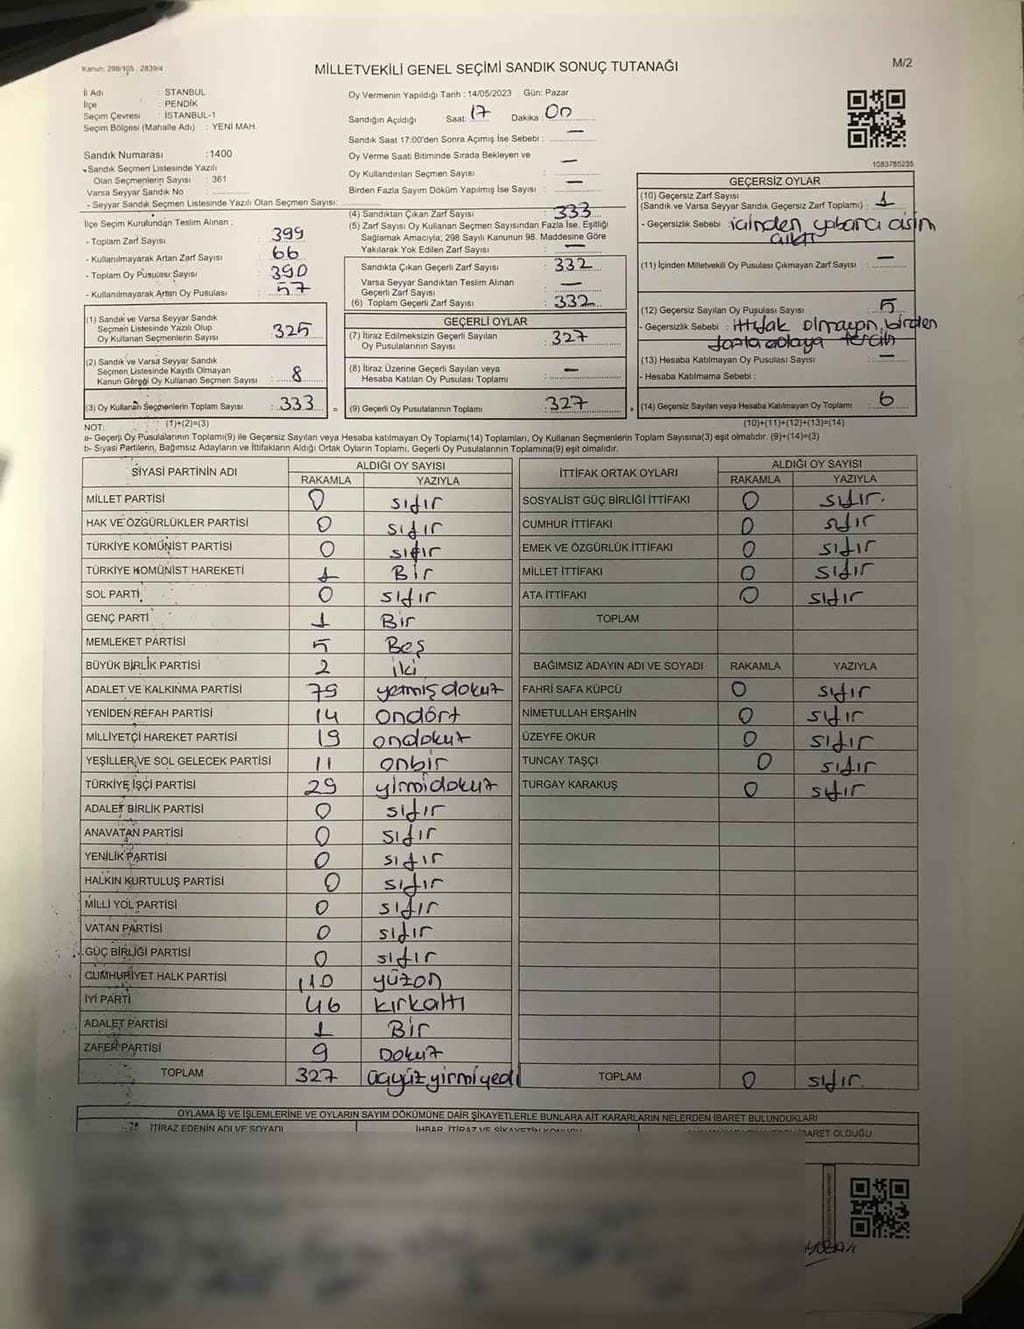 Kanun: 298/105, 2839/4
MİLLETVEKİLİ GENEL SEÇİMİ SANDIK SONUÇ TUTANAĞI
M/2
İl Adı : STANBUL
İlçe : PENDİK
Seçim Çevresi : İSTANBUL-1
Seçim Bölgesi (Mahalle Adı) : YENİ MAH.
Sandık Numarası : 1400
Sandık Seçmen Listesinde Yazılı
Olan Seçmenlerin Sayısı : 361
Varsa Seyyar Sandık No :
- Seyyar Sandık Seçmen Listesinde Yazılı Olan Seçmen Sayısı:
Oy Vermenin Yapıldığı Tarih : 14/05/2023 Gün: Pazar
Sandığın Açıldığı Saat: 17 Dakika: 00
Sandık Saat 17:00'den Sonra Açımış İse Sebebi : —
Oy Verme Saati Bitiminde Sırada Bekleyen ve
Oy Kullandırılan Seçmen Sayısı : —
Birden Fazla Sayım Döküm Yapılmış İse Sayısı : —
1083785235
İlçe Seçim Kurulundan Teslim Alınan ;
- Toplam Zarf Sayısı : 399
- Kullanılmayarak Artan Zarf Sayısı : 66
- Toplam Oy Pusulası Sayısı : 390
- Kullanılmayarak Artan Oy Pusulası : 57
(1) Sandık ve Varsa Seyyar Sandık
Seçmen Listesinde Yazılı Olup
Oy Kullanan Seçmenlerin Sayısı : 325
(2) Sandık ve Varsa Seyyar Sandık
Seçmen Listesinde Kayıtlı Olmayan
Kanun Gereği Oy Kullanan Seçmen Sayısı : 8
(3) Oy Kullanan Seçmenlerin Toplam Sayısı : 333
(4) Sandıktan Çıkan Zarf Sayısı : 333
(5) Zarf Sayısı Oy Kullanan Seçmen Sayısından Fazla İse, Eşitliği
Sağlamak Amacıyla; 298 Sayılı Kanunun 98. Maddesine Göre
Yakılarak Yok Edilen Zarf Sayısı : —
Sandıkta Çıkan Geçerli Zarf Sayısı : 332
Varsa Seyyar Sandıktan Teslim Alınan
Geçerli Zarf Sayısı : —
(6) Toplam Geçerli Zarf Sayısı : 332
GEÇERLİ OYLAR
(7) İtiraz Edilmeksizin Geçerli Sayılan
Oy Pusulalarının Sayısı : 327
(8) İtiraz Üzerine Geçerli Sayılan veya
Hesaba Katılan Oy Pusulası Toplamı : —
= (9) Geçerli Oy Pusulalarının Toplamı : 327
GEÇERSİZ OYLAR
(10) Geçersiz Zarf Sayısı : 1
(Sandık ve Varsa Seyyar Sandık Geçersiz Zarf Toplamı)
- Geçersizlik Sebebi : içinden yabancı cisim
çıktı
(11) İçinden Milletvekili Oy Pusulası Çıkmayan Zarf Sayısı : —
(12) Geçersiz Sayılan Oy Pusulası Sayısı : 5
- Geçersizlik Sebebi : ittifak olmayan, birden
fazla adaya tercih
(13) Hesaba Katılmayan Oy Pusulası Sayısı : —
- Hesaba Katılmama Sebebi :
+ (14) Geçersiz Sayılan veya Hesaba Katılmayan Oy Toplamı : 6
NOT: (1)+(2)=(3) (10)+(11)+(12)+(13)=(14)
a- Geçerli Oy Pusulalarının Toplamı(9) ile Geçersiz Sayılan veya Hesaba katılmayan Oy Toplamı(14) Toplamları, Oy Kullanan Seçmenlerin Toplam Sayısına(3) eşit olmalıdır. (9)+(14)=(3)
b- Siyasi Partilerin, Bağımsız Adayların ve İttifakların Aldığı Ortak Oyların Toplamı, Geçerli Oy Pusulalarının Toplamına(9) eşit olmalıdır.
SİYASİ PARTİNİN ADI ALDIĞI OY SAYISI
RAKAMLA YAZIYLA
MİLLET PARTİSİ 0 sıfır
HAK VE ÖZGÜRLÜKLER PARTİSİ 0 sıfır
TÜRKİYE KOMÜNİST PARTİSİ 0 sıfır
TÜRKİYE KOMÜNİST HAREKETİ 1 Bir
SOL PARTİ 0 sıfır
GENÇ PARTİ 1 Bir
MEMLEKET PARTİSİ 5 Beş
BÜYÜK BİRLİK PARTİSİ 2 iki
ADALET VE KALKINMA PARTİSİ 79 yetmişdokuz
YENİDEN REFAH PARTİSİ 14 ondört
MİLLİYETÇİ HAREKET PARTİSİ 19 ondokuz
YEŞİLLER VE SOL GELECEK PARTİSİ 11 onbir
TÜRKİYE İŞÇİ PARTİSİ 29 yirmidokuz
ADALET BİRLİK PARTİSİ 0 sıfır
ANAVATAN PARTİSİ 0 sıfır
YENİLİK PARTİSİ 0 sıfır
HALKIN KURTULUŞ PARTİSİ 0 sıfır
MİLLİ YOL PARTİSİ 0 sıfır
VATAN PARTİSİ 0 sıfır
GÜÇ BİRLİĞİ PARTİSİ 0 sıfır
CUMHURİYET HALK PARTİSİ 110 yüzon
İYİ PARTİ 46 kırkaltı
ADALET PARTİSİ 1 Bir
ZAFER PARTİSİ 9 Dokuz
TOPLAM 327 üçyüzyirmiyedi
İTTİFAK ORTAK OYLARI ALDIĞI OY SAYISI
RAKAMLA YAZIYLA
SOSYALİST GÜÇ BİRLİĞİ İTTİFAKI 0 sıfır.
CUMHUR İTTİFAKI 0 sıfır
EMEK VE ÖZGÜRLÜK İTTİFAKI 0 sıfır
MİLLET İTTİFAKI 0 sıfır
ATA İTTİFAKI 0 sıfır
TOPLAM
BAĞIMSIZ ADAYIN ADI VE SOYADI RAKAMLA YAZIYLA
FAHRİ SAFA KÜPCÜ 0 sıfır
NİMETULLAH ERŞAHİN 0 sıfır
ÜZEYFE OKUR 0 sıfır
TUNCAY TAŞÇI 0 sıfır
TURGAY KARAKUŞ 0 sıfır
TOPLAM 0 sıfır.
OYLAMA İŞ VE İŞLEMLERİNE VE OYLARIN SAYIM DÖKÜMÜNE DAİR ŞİKAYETLERLE BUNLARA AİT KARARLARIN NELERDEN İBARET BULUNDUKLARI
İTİRAZ EDENİN ADI VE SOYADI İHBAR, İTİRAZ VE ŞİKAYETİN KONUSU